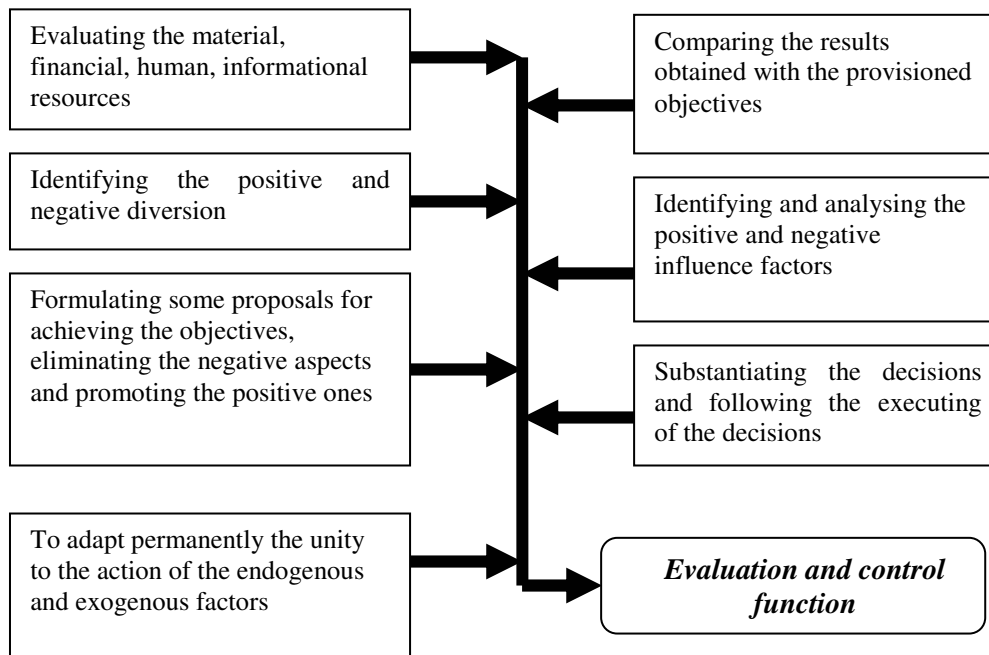 Evaluating the material,
financial, human, informational
resources
Comparing the results
obtained with the provisioned
objectives
Identifying the positive and
negative diversion
Identifying and analysing the
positive and negative
influence factors
Formulating some proposals for
achieving the objectives,
eliminating the negative aspects
and promoting the positive ones
Substantiating the decisions
and following the executing
of the decisions
To adapt permanently the unity
to the action of the endogenous
and exogenous factors
Evaluation and control
function